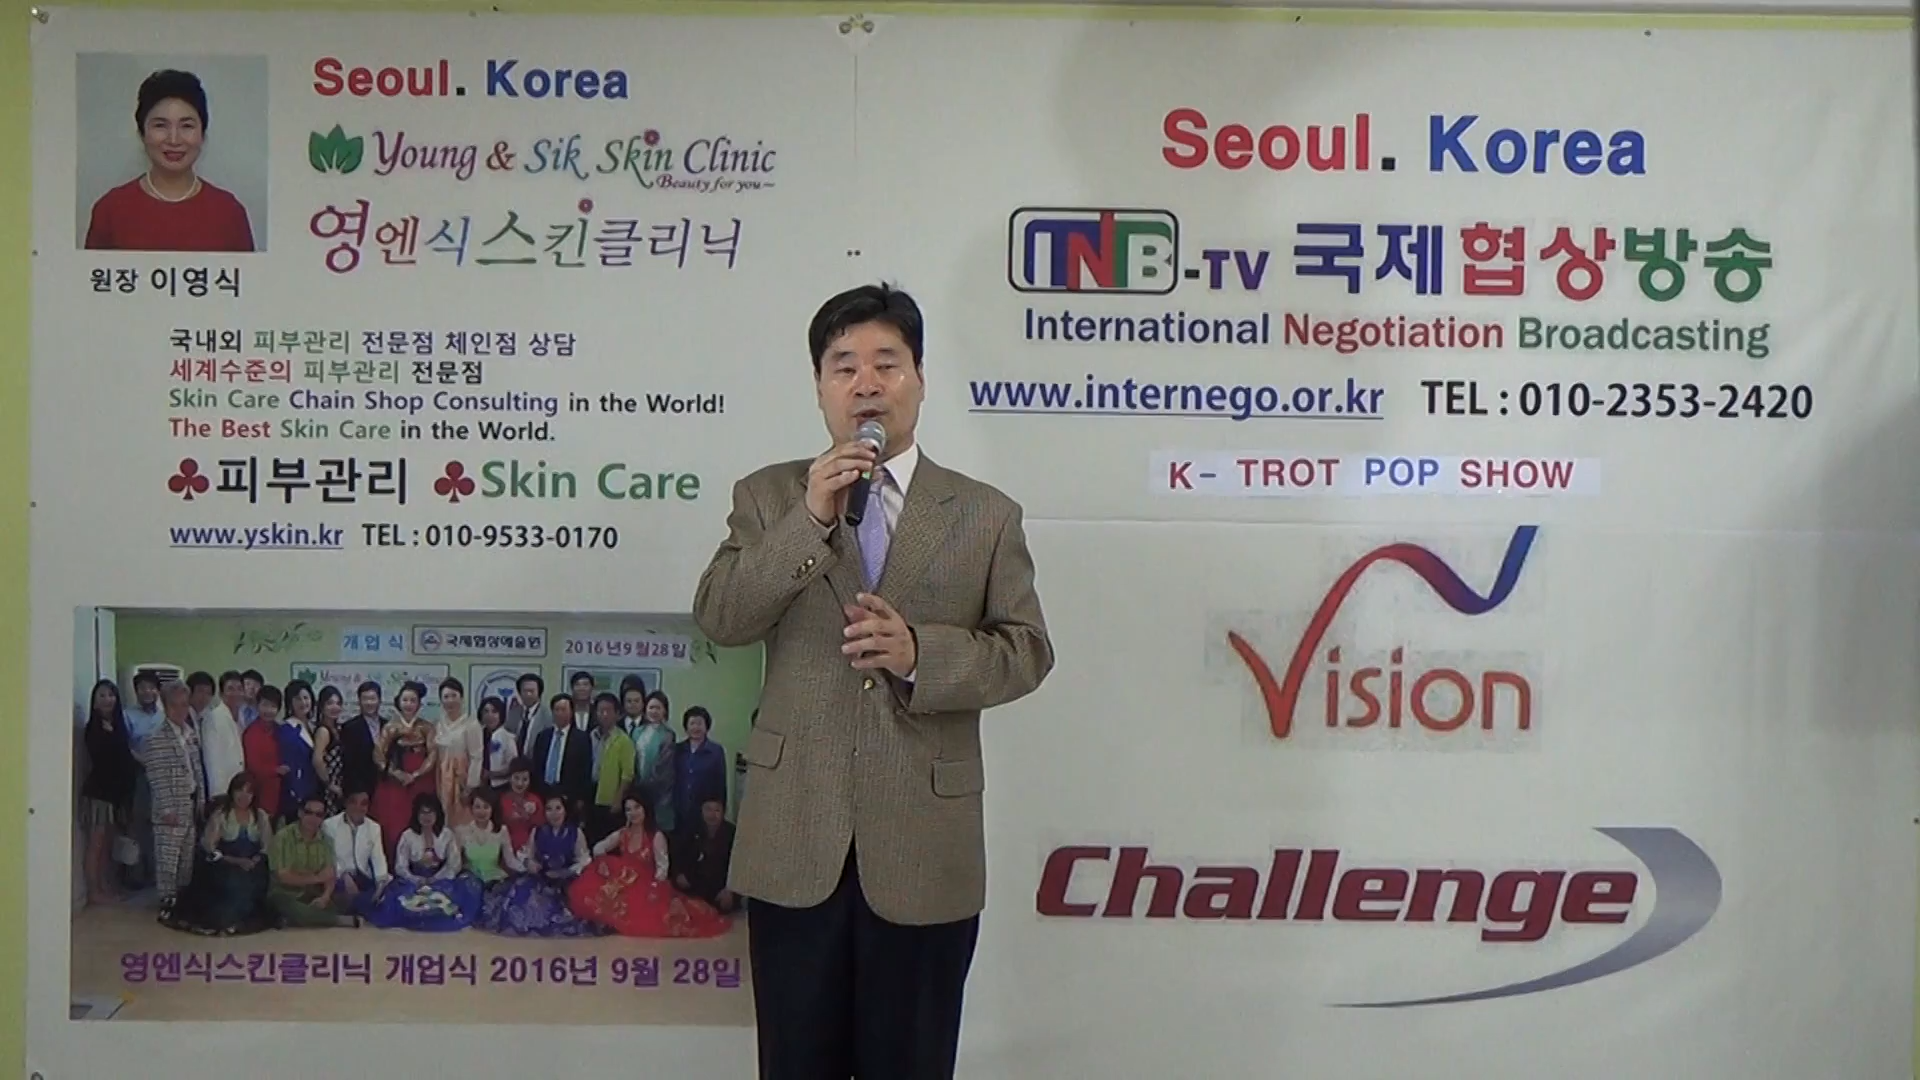 Seoul. Korea
Young & Sik Skin Clinic
Beauty for you~
영엔식스킨클리닉
원장 이영식
국내외 피부관리 전문점 체인점 상담
세계수준의 피부관리 전문점
Skin Care Chain Shop Consulting in the World!
The Best Skin Care in the World.
♣피부관리 ♣Skin Care
www.yskin.kr TEL : 010-9533-0170
개업식 국제협상예술원 2016년9월28일
Young & Sik Skin Clinic
영엔식스킨클리닉 개업식 2016년 9월 28일
Seoul. Korea
INB-TV 국제협상방송
International Negotiation Broadcasting
www.internego.or.kr TEL : 010-2353-2420
K- TROT POP SHOW
Vision
Challenge